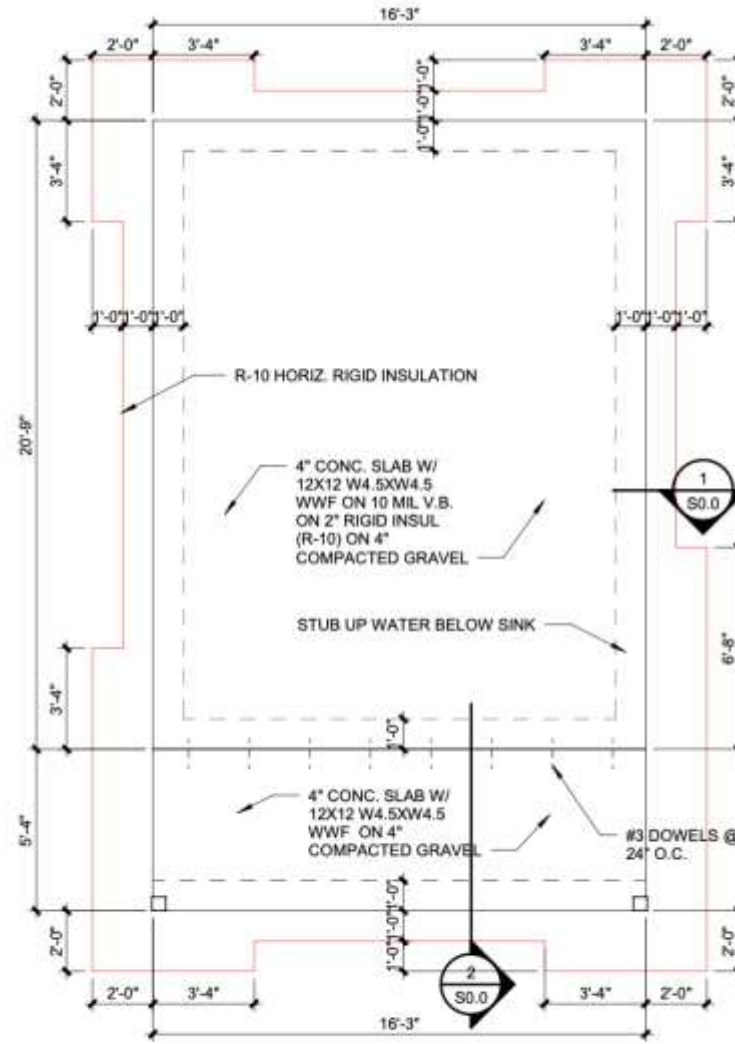 16'-3"
2'-0" 3'-4" 3'-4" 2'-0"
2'-0" 1'-0" 1'-0" 1'-0" 2'-0"
3'-4" 3'-4"
1'-0" 1'-0" 1'-0" 1'-0" 1'-0" 1'-0"
20'-9"
R-10 HORIZ. RIGID INSULATION
4" CONC. SLAB W/
12X12 W4.5XW4.5
WWF ON 10 MIL V.B.
ON 2" RIGID INSUL
(R-10) ON 4"
COMPACTED GRAVEL
1
S0.0
STUB UP WATER BELOW SINK
6'-8"
3'-4"
1'-0"
5'-4"
4" CONC. SLAB W/
12X12 W4.5XW4.5
WWF ON 4"
COMPACTED GRAVEL
#3 DOWELS @
24" O.C.
1'-0"
1'-0"
1'-0"
2'-0" 2'-0"
2
S0.0
2'-0" 3'-4" 3'-4" 2'-0"
16'-3"